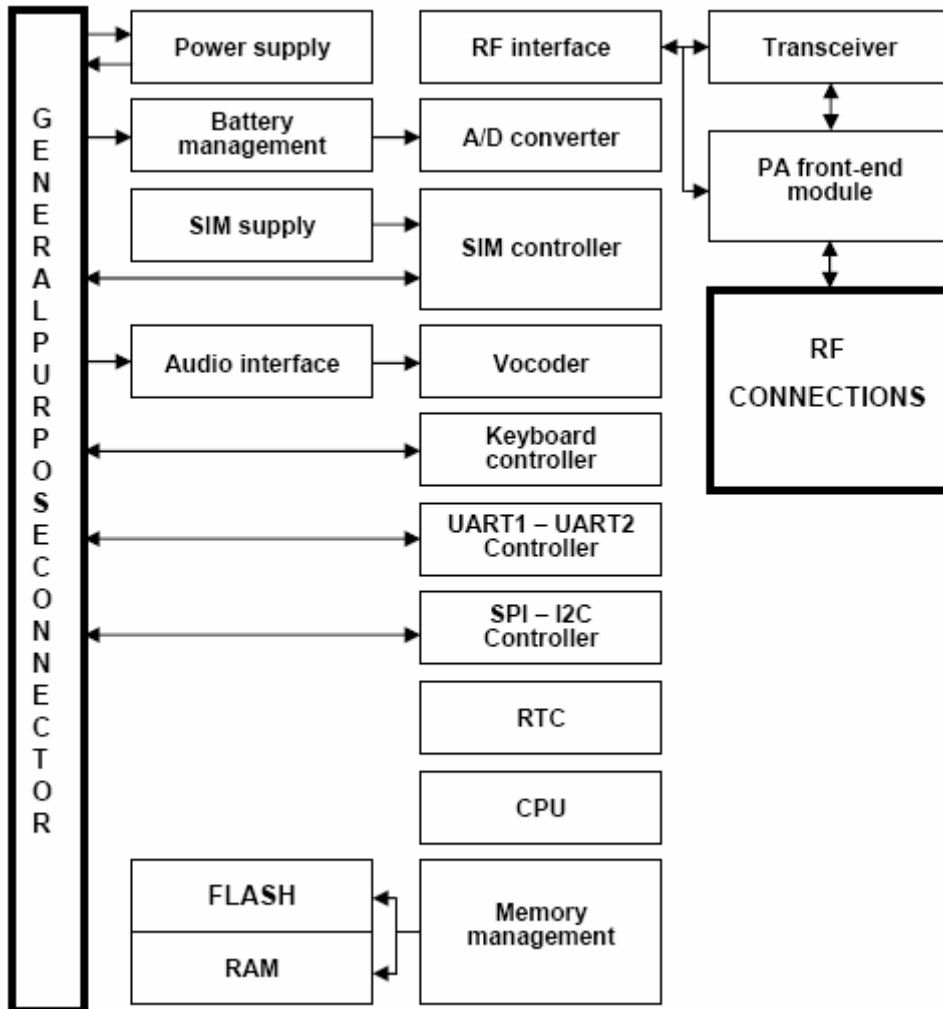 GENERALPURPOSECONNECTOR
Power supply
RF interface
Transceiver
Battery
management
A/D converter
PA front-end
module
SIM supply
SIM controller
RF
CONNECTIONS
Audio interface
Vocoder
Keyboard
controller
UART1 – UART2
Controller
SPI – I2C
Controller
RTC
CPU
FLASH
RAM
Memory
management